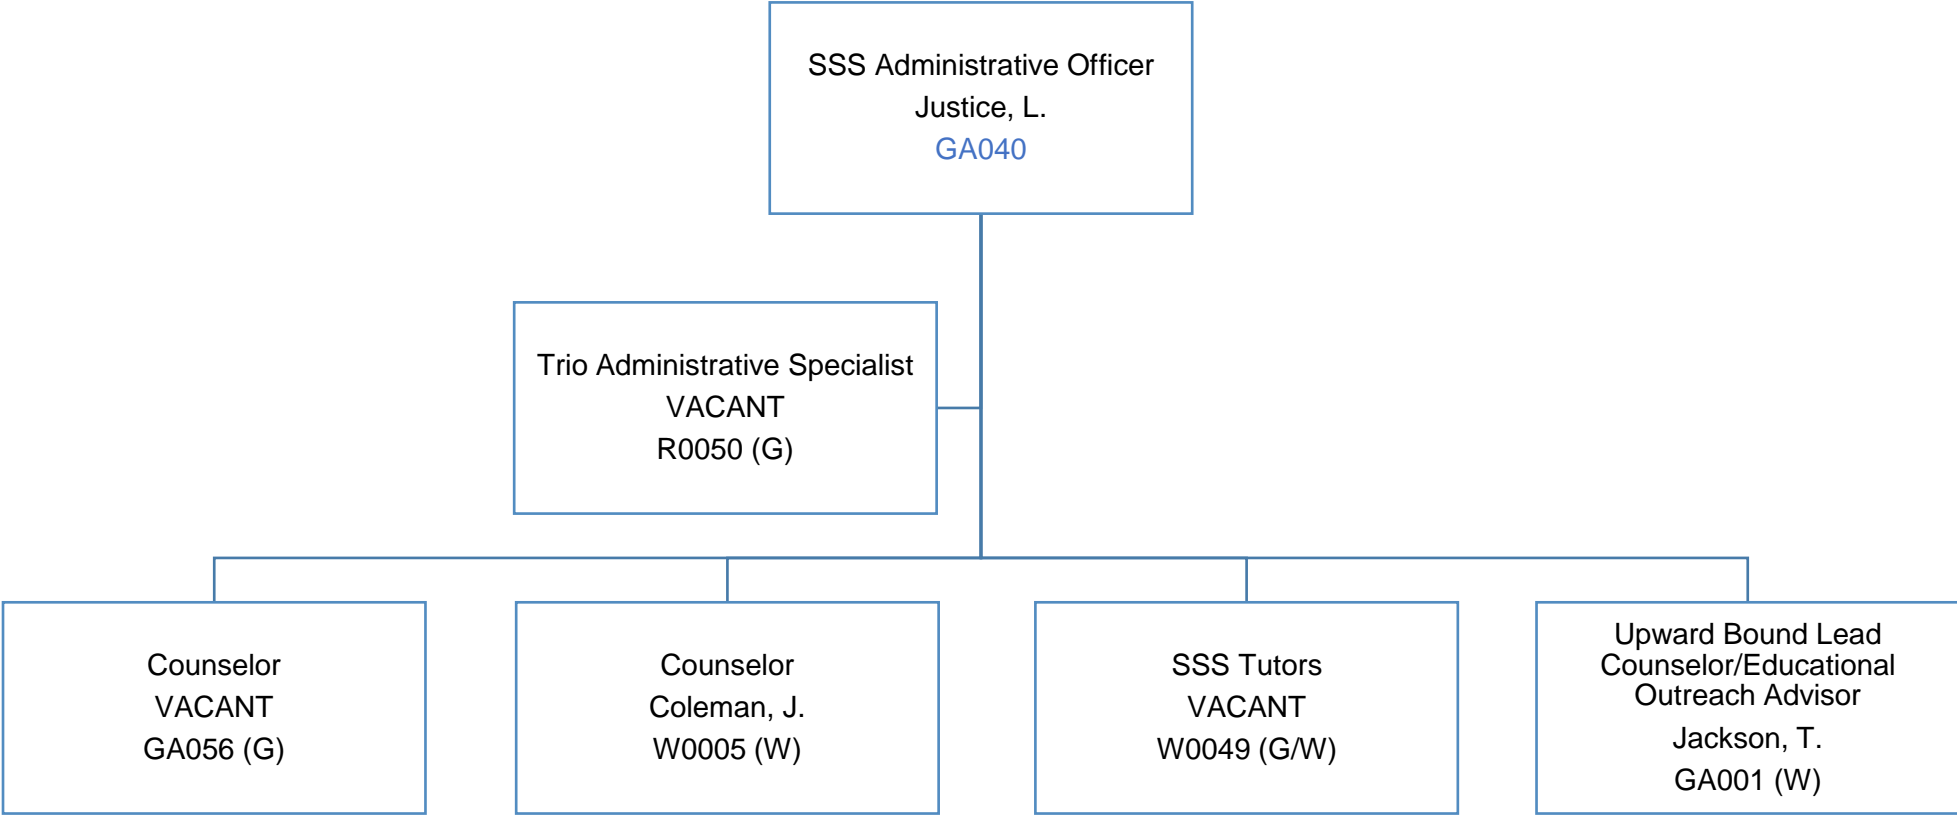 SSS Administrative Officer
Justice, L.
GA040
Trio Administrative Specialist
VACANT
R0050 (G)
Counselor
VACANT
GA056 (G)
Counselor
Coleman, J.
W0005 (W)
SSS Tutors
VACANT
W0049 (G/W)
Upward Bound Lead
Counselor/Educational
Outreach Advisor
Jackson, T.
GA001 (W)